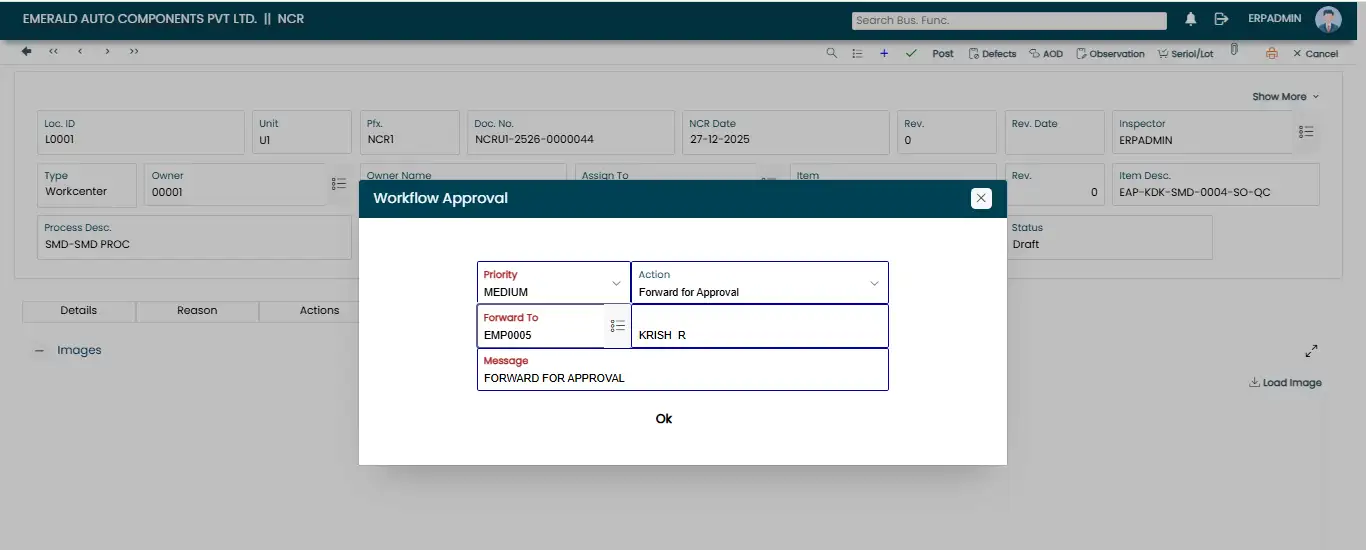 EMERALD AUTO COMPONENTS PVT LTD. || NCR
Search Bus. Func.
ERPADMIN
Post
Defects
AOD
Observation
Seriol/Lot
Cancel
Show More
Loc. ID
L0001
Unit
U1
Pfx.
NCR1
Doc. No.
NCRU1-2526-0000044
NCR Date
27-12-2025
Rev.
0
Rev. Date
Inspector
ERPADMIN
Type
Workcenter
Owner
00001
Owner Name
Assign To
Item
Rev.
0
Item Desc.
EAP-KDK-SMD-0004-SO-QC
Process Desc.
SMD-SMD PROC
Status
Draft
Workflow Approval
Priority
MEDIUM
Action
Forward for Approval
Forward To
EMP0005
KRISH R
Message
FORWARD FOR APPROVAL
Ok
Details
Reason
Actions
Images
Load Image